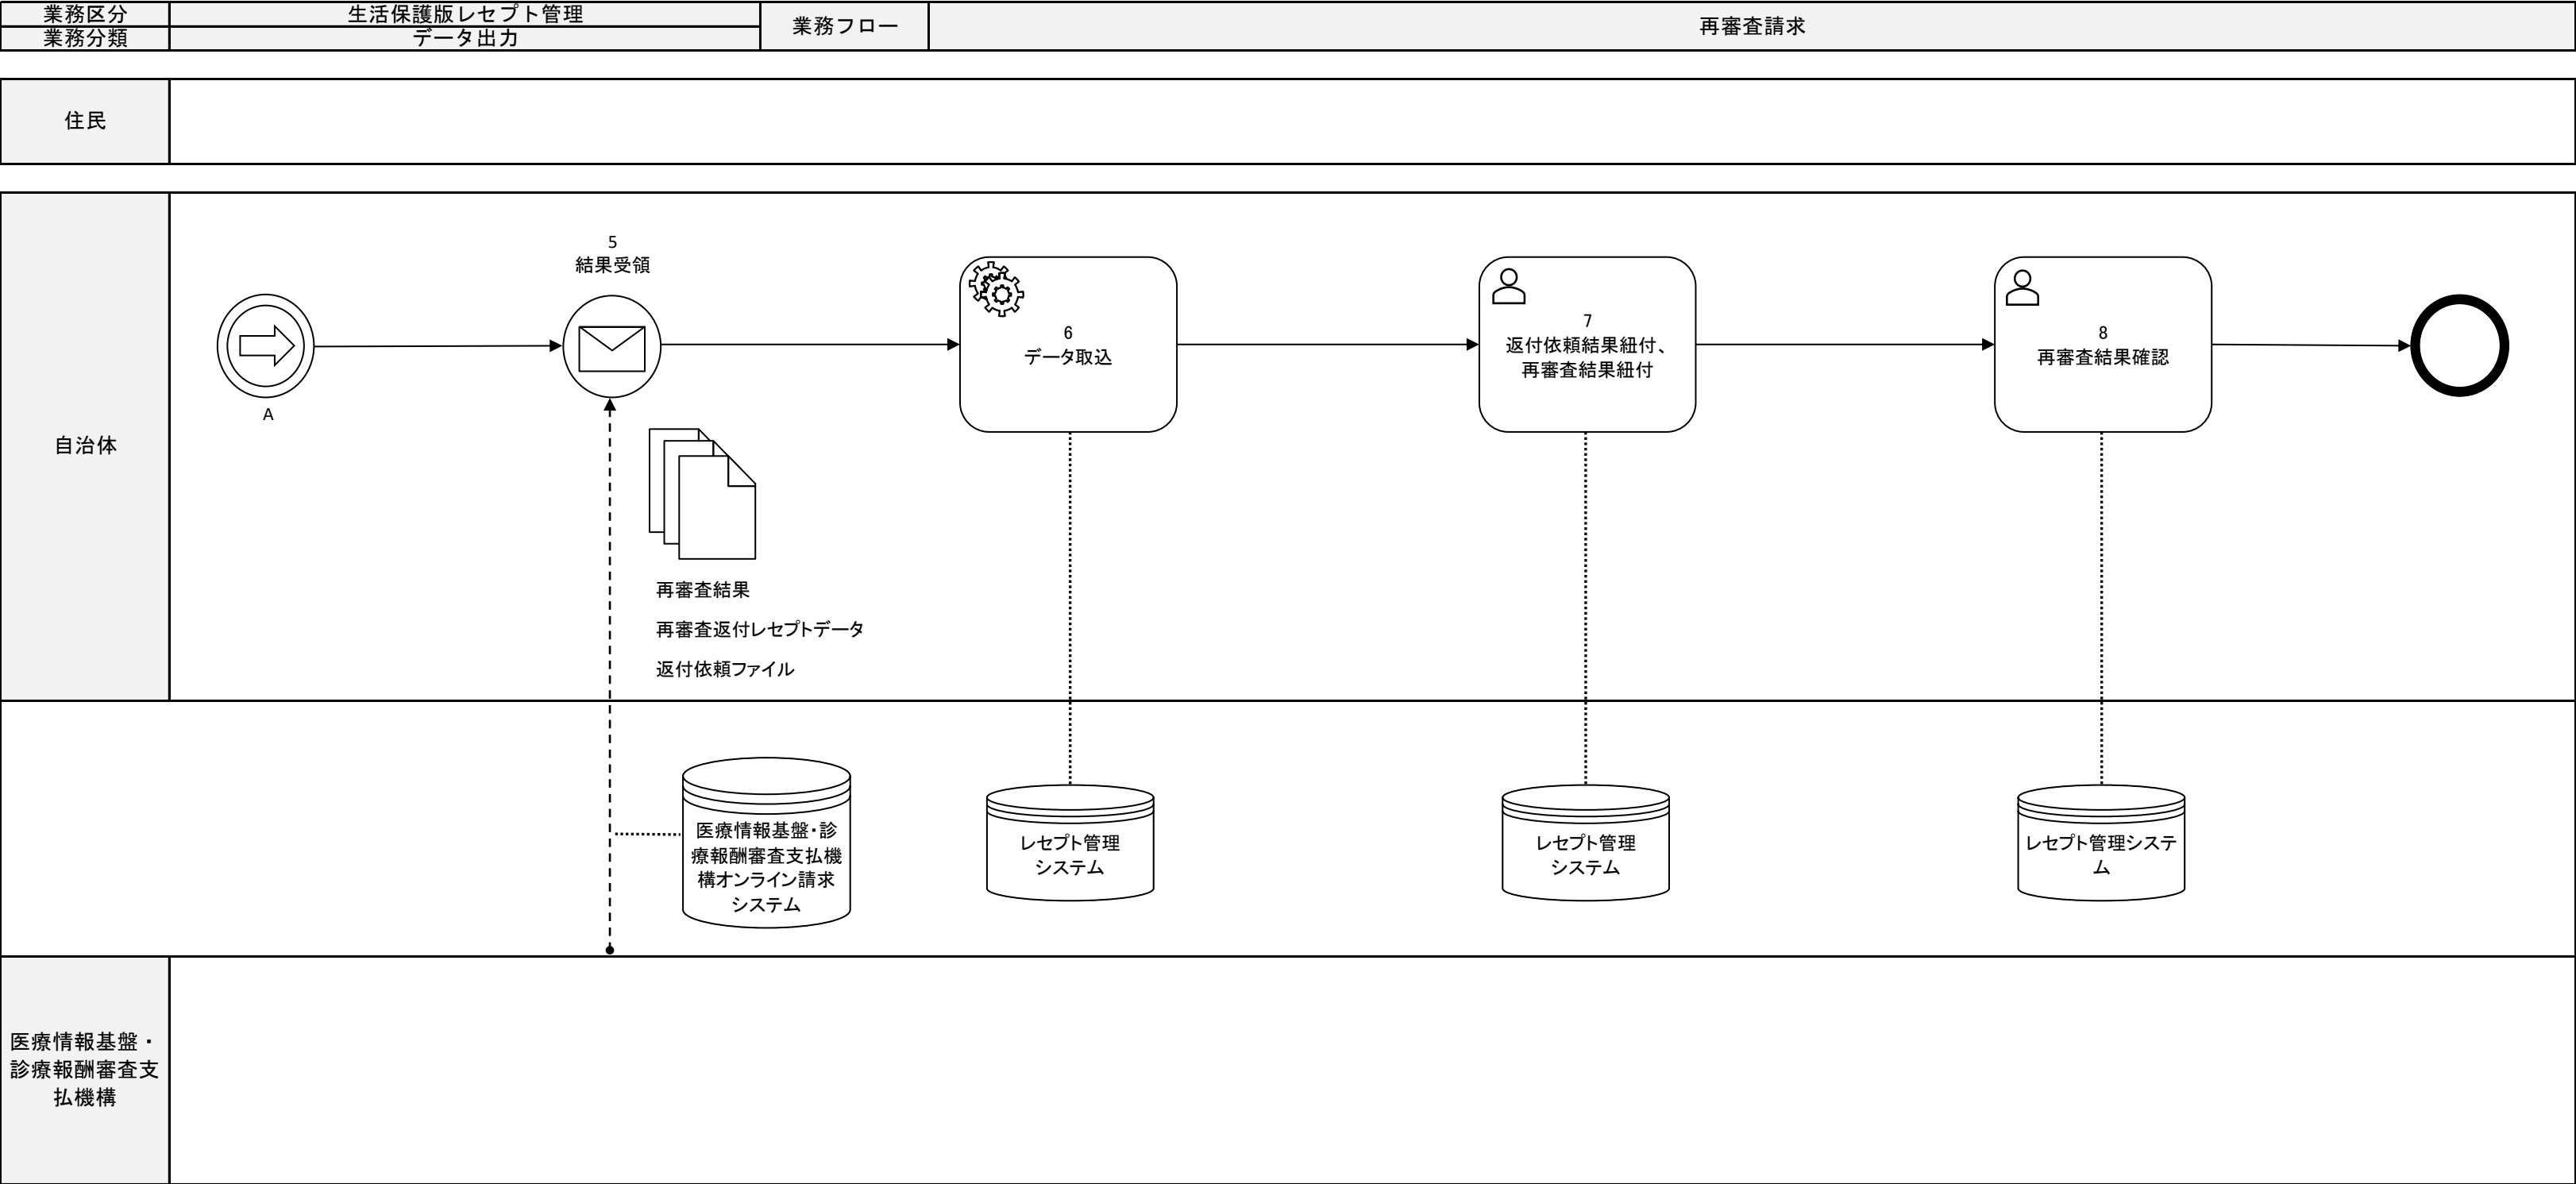 業務区分
生活保護版レセプト管理
業務分類
データ出力
業務フロー
再審査請求
住民
自治体
A
5
結果受領
再審査結果
再審査返付レセプトデータ
返付依頼ファイル
6
データ取込
7
返付依頼結果紐付、
再審査結果紐付
8
再審査結果確認
医療情報基盤・診
療報酬審査支払機
構オンライン請求
システム
レセプト管理
システム
レセプト管理
システム
レセプト管理システ
ム
医療情報基盤・
診療報酬審査支
払機構